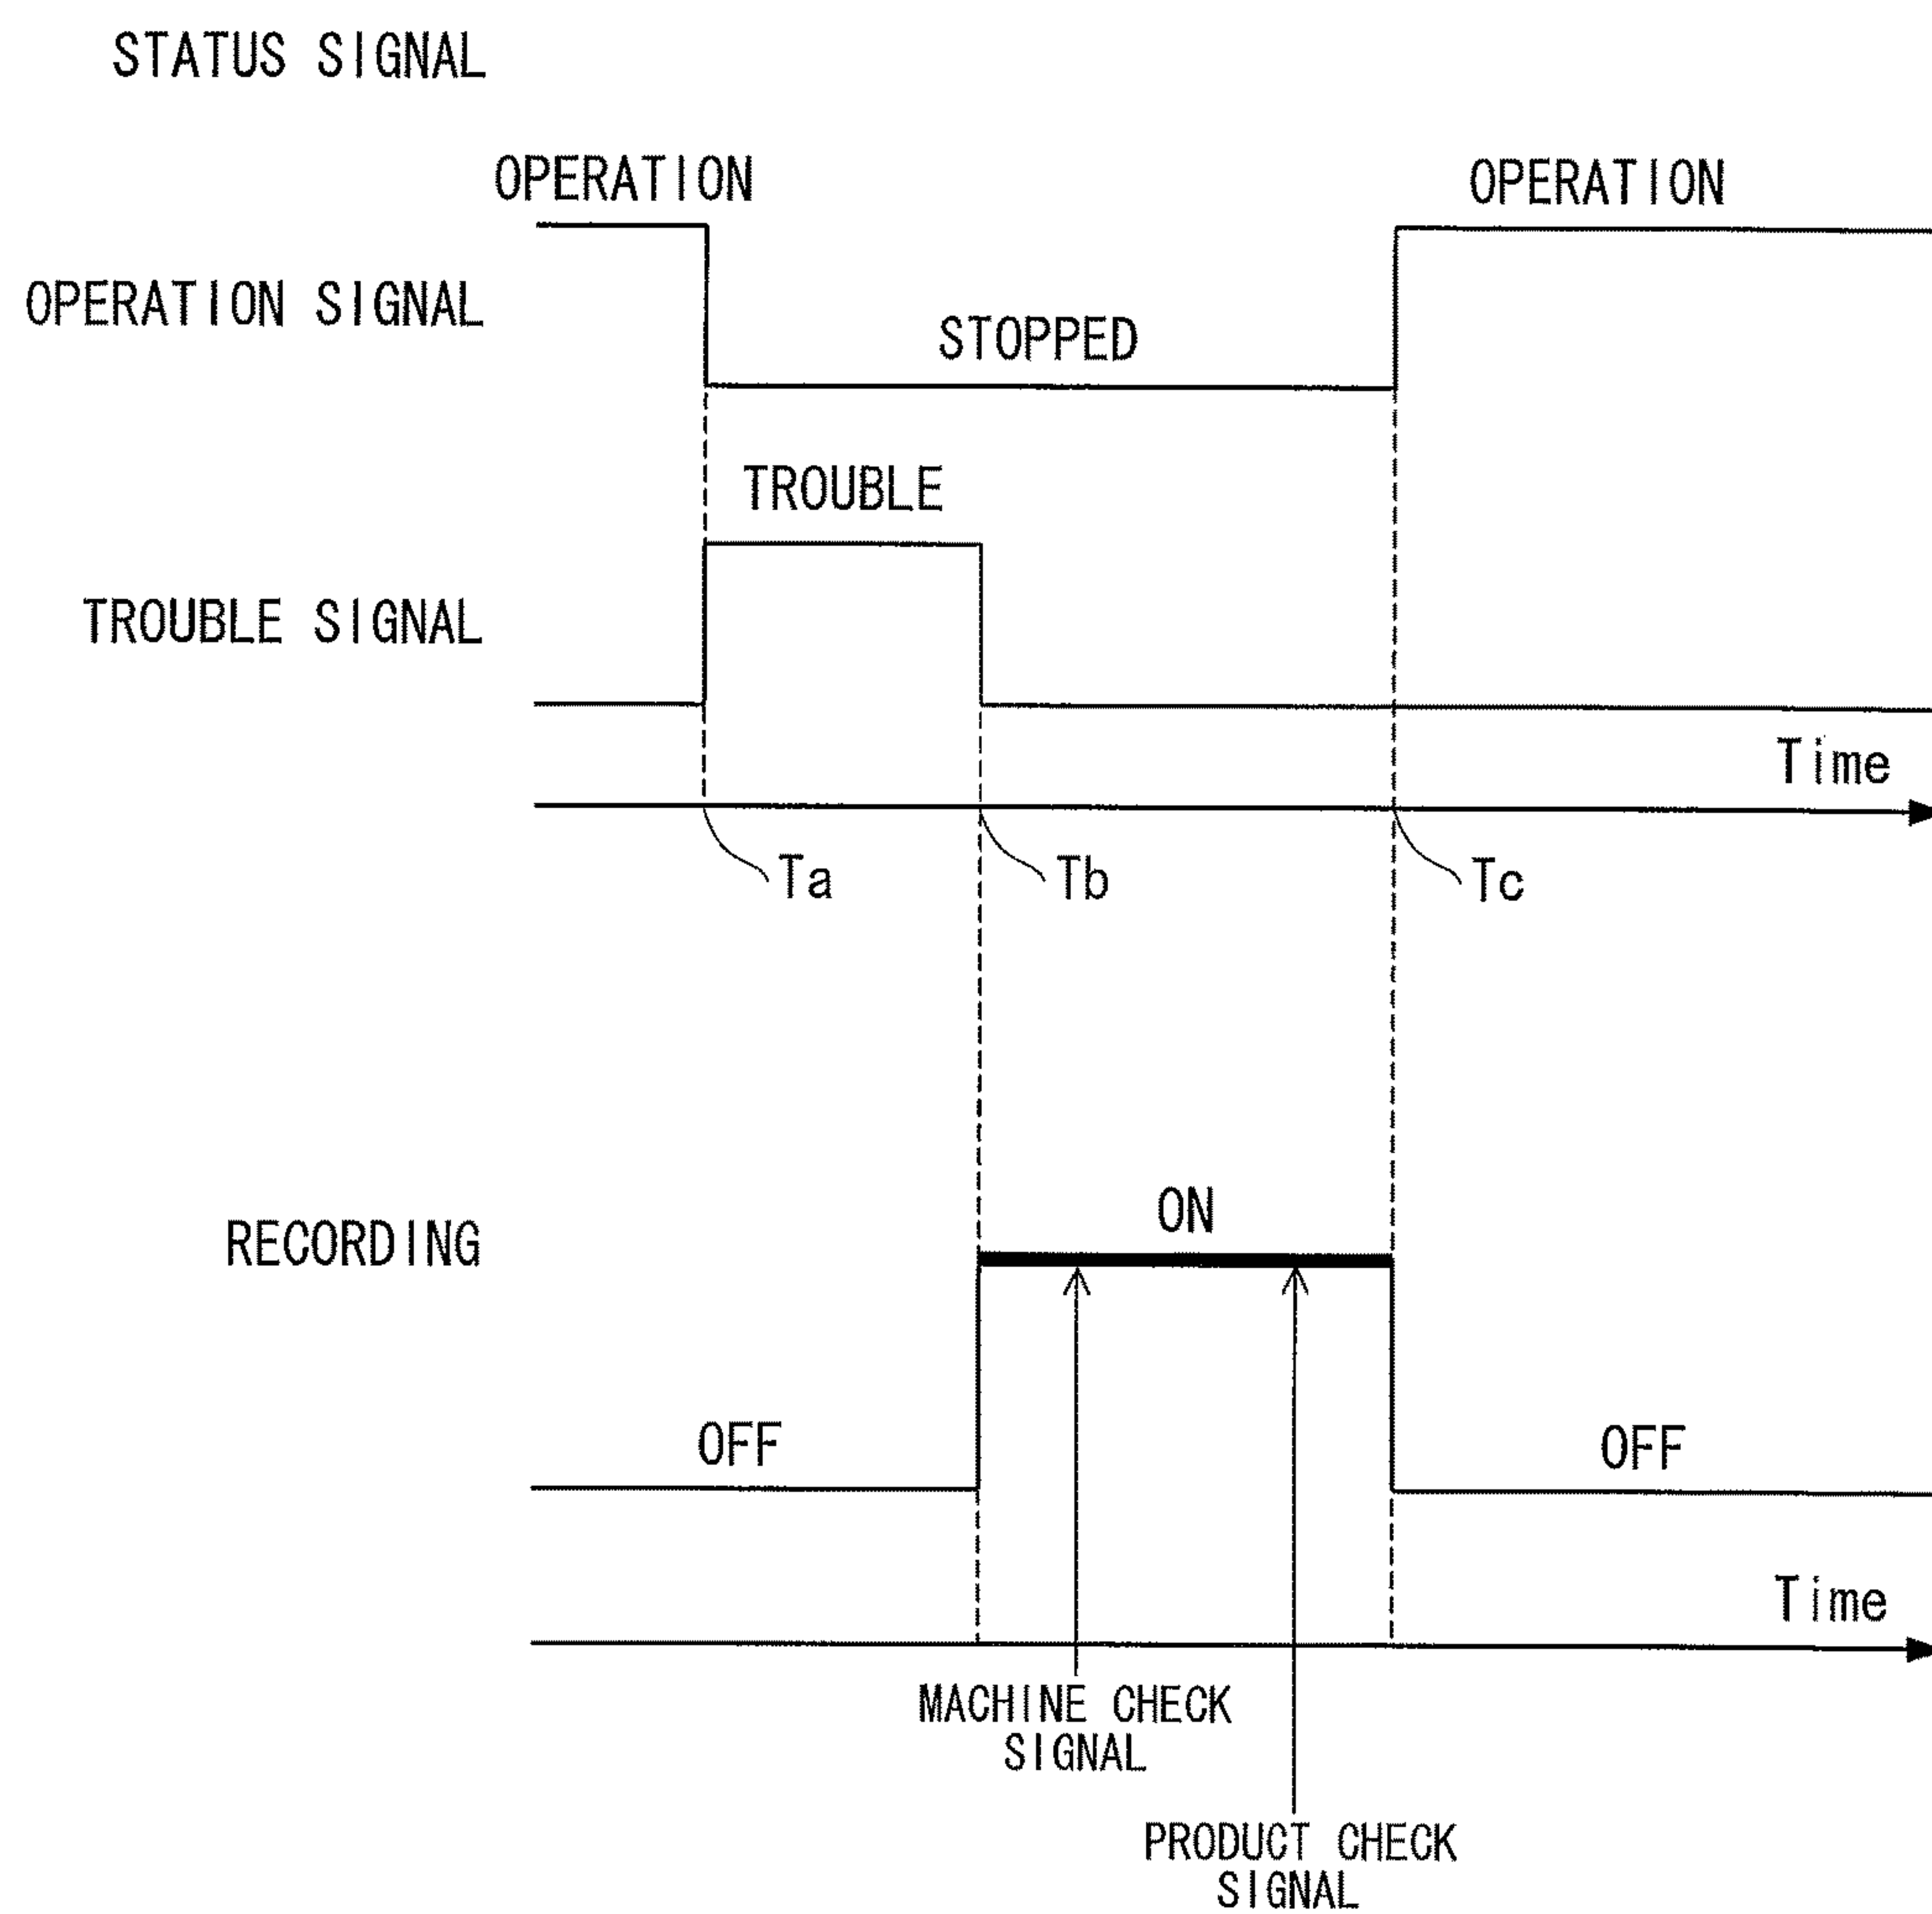 STATUS SIGNAL
OPERATION
OPERATION
OPERATION SIGNAL
STOPPED
TROUBLE
TROUBLE SIGNAL
Time
Ta
Tb
Tc
ON
RECORDING
OFF
OFF
Time
MACHINE CHECK
SIGNAL
PRODUCT CHECK
SIGNAL